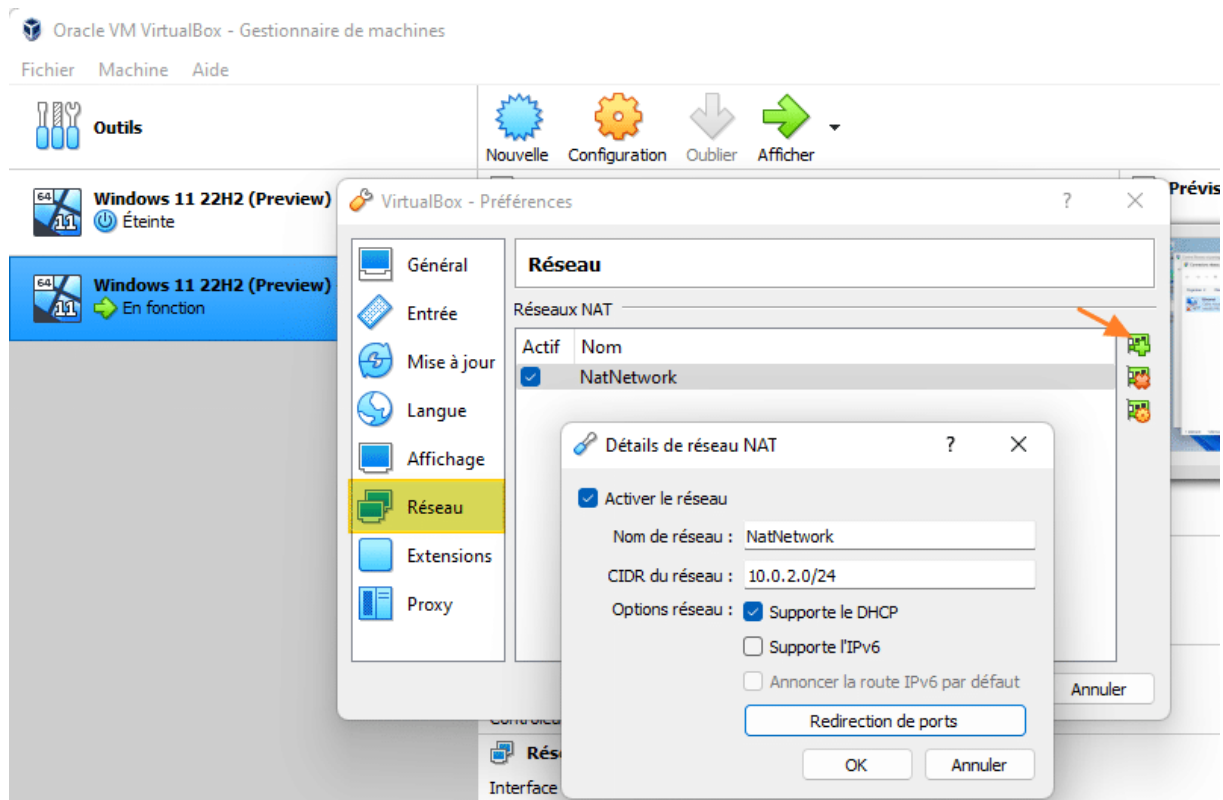 Oracle VM VirtualBox - Gestionnaire de machines
Fichier Machine Aide
Outils
Nouvelle Configuration Oublier Afficher
64
11
Windows 11 22H2 (Preview)
Éteinte
64
11
Windows 11 22H2 (Preview)
En fonction
Prévis
VirtualBox - Préférences ?
Général
Entrée
Mise à jour
Langue
Affichage
Réseau
Extensions
Proxy
Réseau
Réseaux NAT
Actif Nom
NatNetwork
Détails de réseau NAT ?
Activer le réseau
Nom de réseau : NatNetwork
CIDR du réseau : 10.0.2.0/24
Options réseau : Supporte le DHCP
Supporte l'IPv6
Annoncer la route IPv6 par défaut
Redirection de ports
OK Annuler
Annuler
Rés
Interface